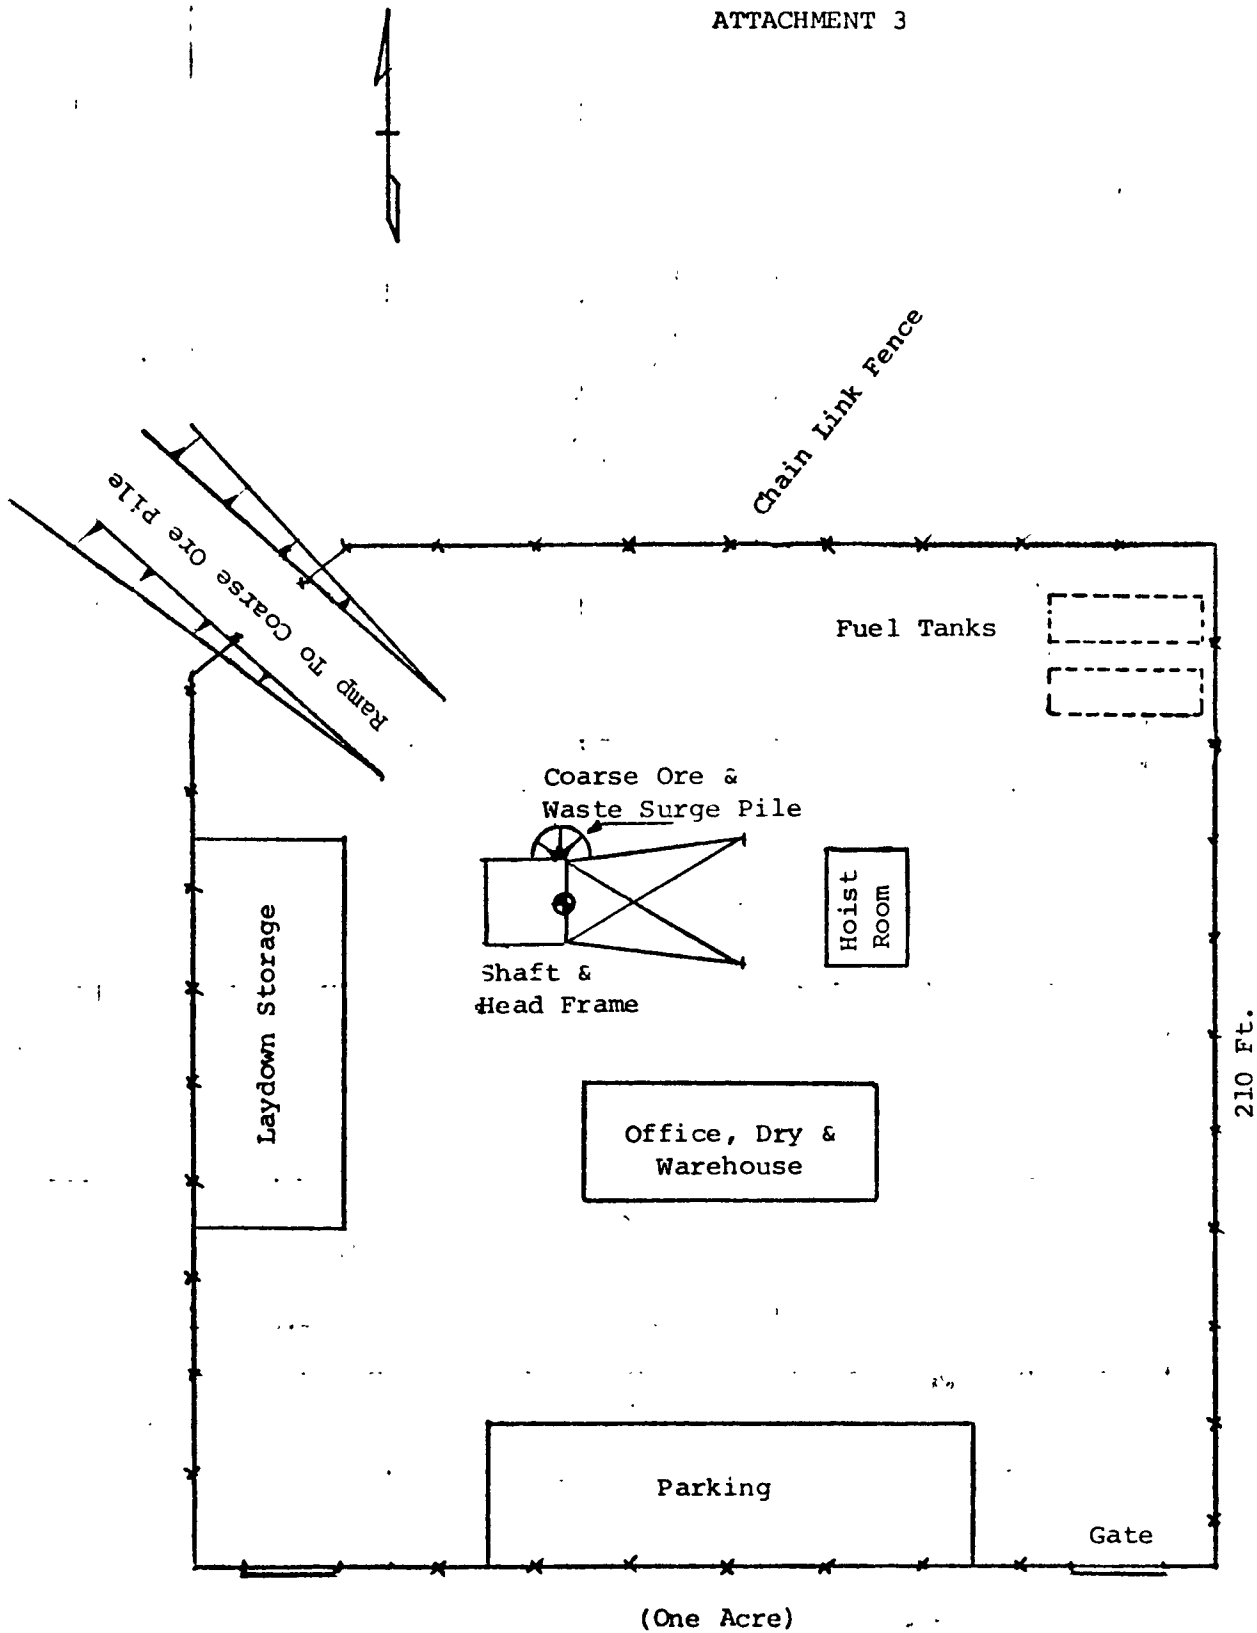 ATTACHMENT 3
Chain Link Fence
Ramp To Coarse Ore Pile
Fuel Tanks
Coarse Ore &
Waste Surge Pile
Hoist
Room
Shaft &
Head Frame
Laydown Storage
210 Ft.
Office, Dry &
Warehouse
Parking
Gate
(One Acre)